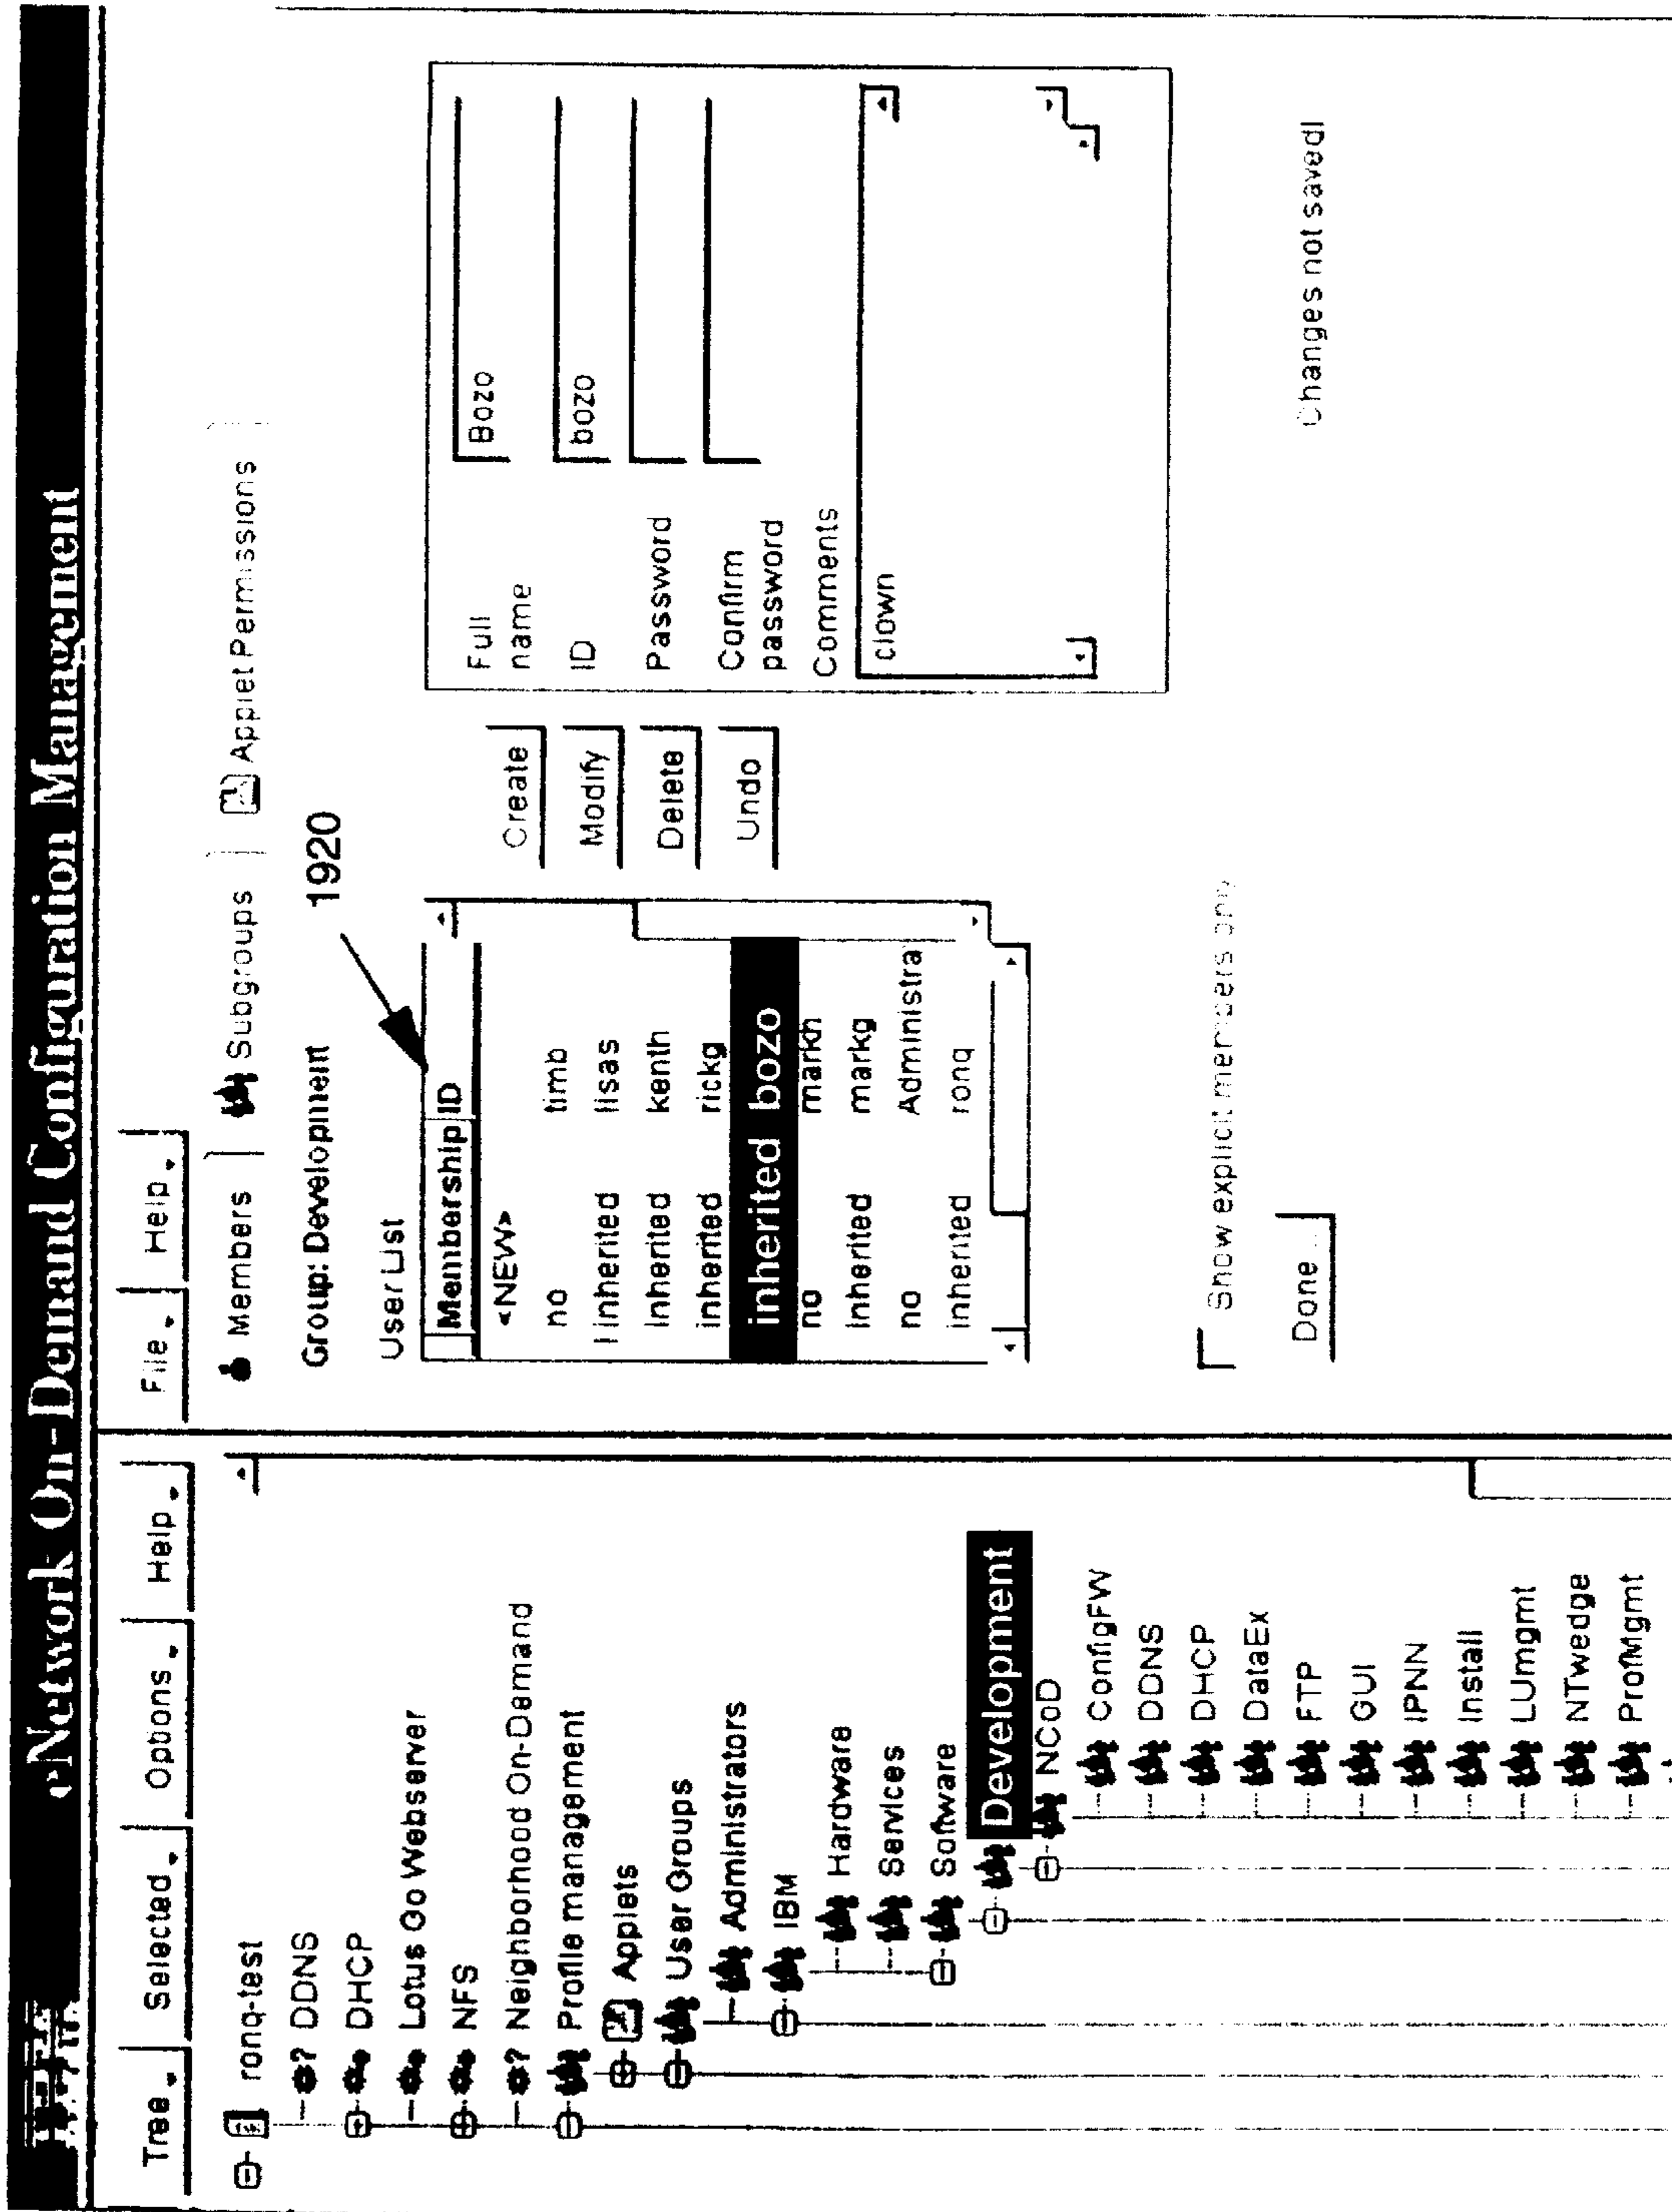 eNetwork On-Demand Configuration Management
Tree Selected Options Help
ronq-test
? DDNS
DHCP
Lotus Go Webserver
NFS
? Neighborhood On-Demand
Profile management
Applets
User Groups
Administrators
IBM
Hardware
Services
Software
Development
NCoD
ConfigFW
DDNS
DHCP
DataEx
FTP
GUI
IPNN
Install
LUmgmt
NTwedge
ProfMgmt
File Help
Members Subgroups Applet Permissions
Group: Development
1920
User List
Membership ID
<NEW>
no timb
inherited lisas
inherited kenth
inherited rickg
inherited bozo
no markh
inherited markg
no Administra
inherited ronq
Show explicit members only
Done...
Create
Modify
Delete
Undo
Full name Bozo
ID bozo
Password
Confirm password
Comments
clown
Changes not saved!